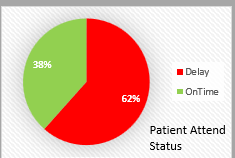 38%
Delay
OnTime
62%
Patient Attend
Status